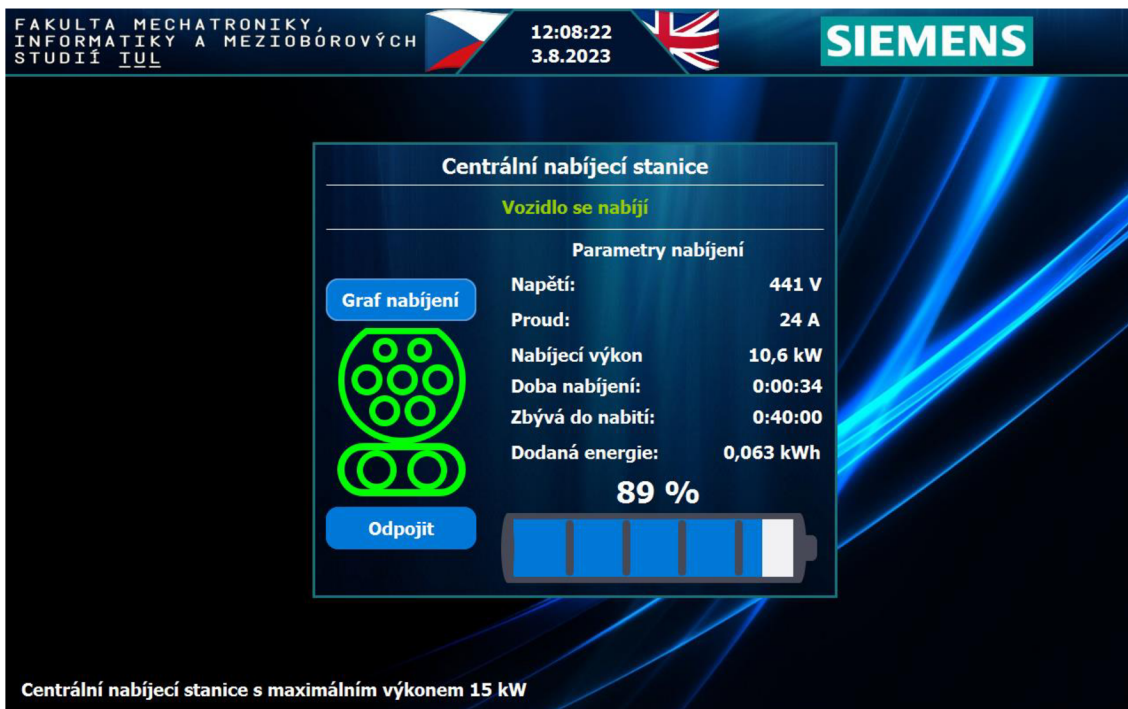 FAKULTA MECHATRONIKY,
INFORMATIKY A MEZIOBOROVÝCH
STUDIÍ TUL
12:08:22
3.8.2023
SIEMENS
Centrální nabíjecí stanice
Vozidlo se nabíjí
Parametry nabíjení
Graf nabíjení
Napětí: 441 V
Proud: 24 A
Nabíjecí výkon 10,6 kW
Doba nabíjení: 0:00:34
Zbývá do nabití: 0:40:00
Dodaná energie: 0,063 kWh
89 %
Odpojit
Centrální nabíjecí stanice s maximálním výkonem 15 kW